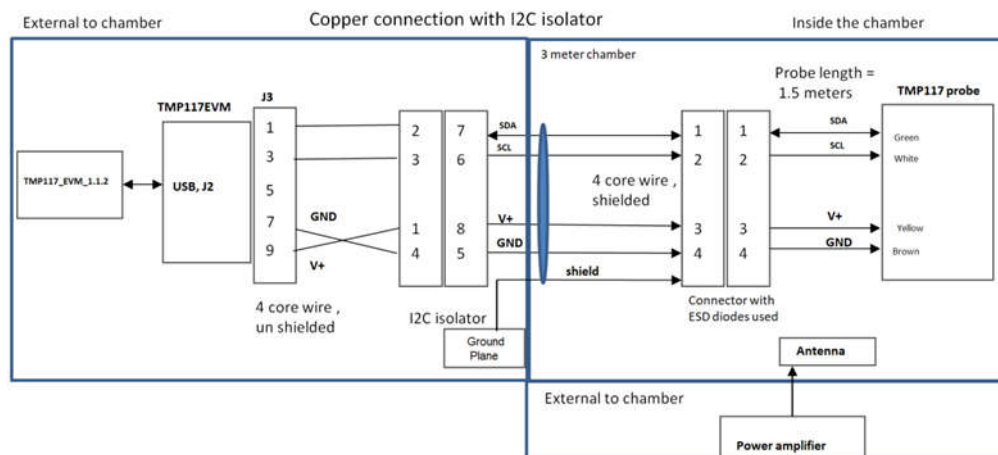 External to chamber
Copper connection with I2C isolator
Inside the chamber
3 meter chamber
Probe length =
1.5 meters
TMP117 probe
TMP117EVM
J3
TMP117_EVM_1.1.2
USB, J2
1
3
5
7
9
GND
V+
4 core wire ,
un shielded
2
3
1
4
7
6
8
5
I2C isolator
Ground
Plane
SDA
SCL
V+
GND
shield
4 core wire ,
shielded
1
2
3
4
1
2
3
4
Connector with
ESD diodes used
SDA
SCL
V+
GND
Green
White
Yellow
Brown
Antenna
External to chamber
Power amplifier